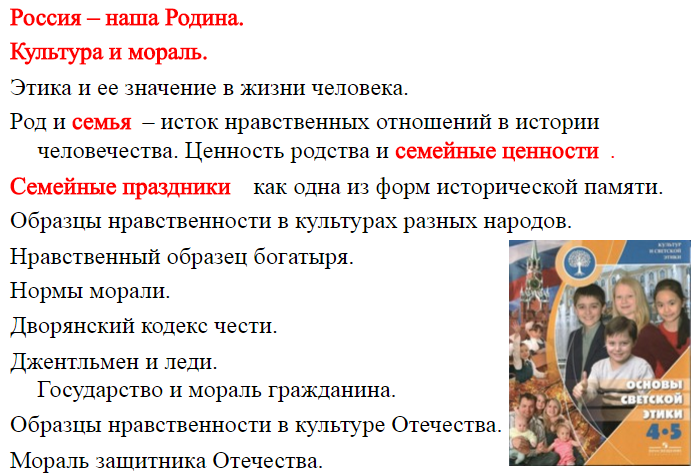 Россия – наша Родина.
Культура и мораль.
Этика и ее значение в жизни человека.
Род и семья – исток нравственных отношений в истории
человечества. Ценность родства и семейные ценности .
Семейные праздники как одна из форм исторической памяти.
Образцы нравственности в культурах разных народов.
Нравственный образец богатыря.
Нормы морали.
Дворянский кодекс чести.
Джентльмен и леди.
Государство и мораль гражданина.
Образцы нравственности в культуре Отечества.
Мораль защитника Отечества.
КУЛЬТУР
И СВЕТСКОЙ
ЭТИКИ
ОСНОВЫ
СВЕТСКОЙ
ЭТИКИ
4•5